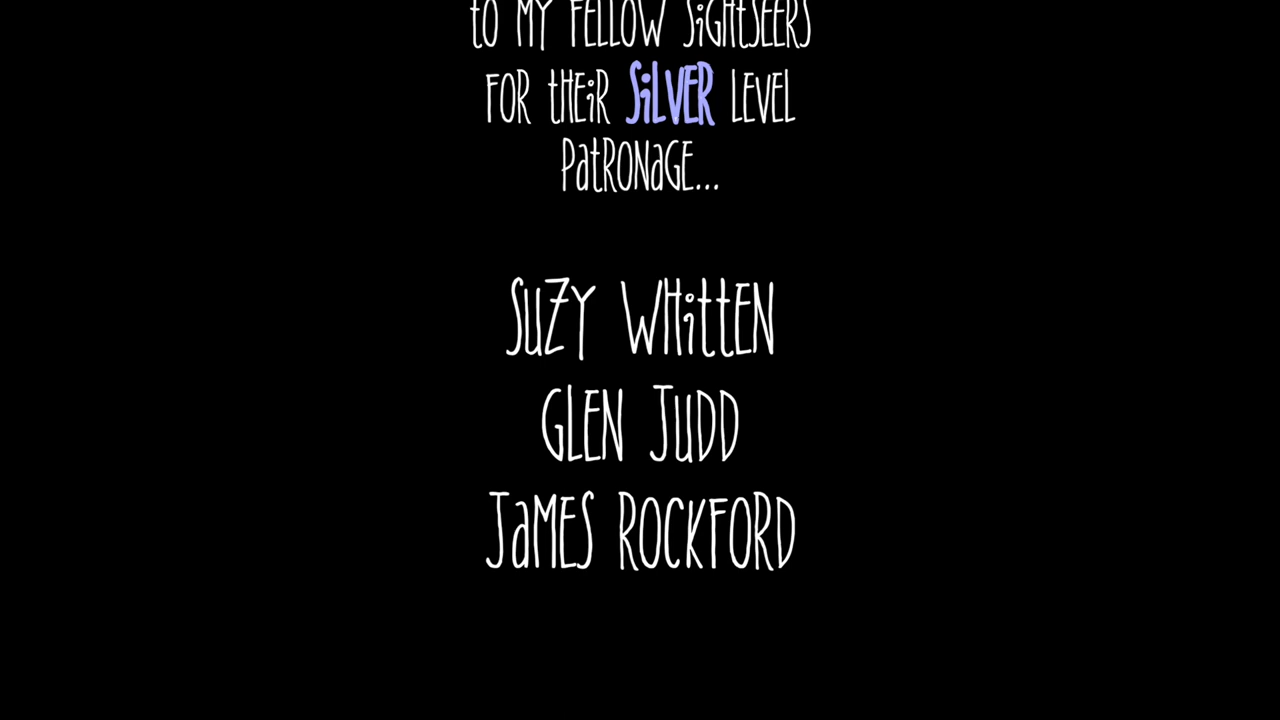 to MY FELLOW SiGHtSEERS
FOR tHEiR SiLVER LEVEL
PatRONaGE...
SuZY WHittEN
GLEN JuDD
JaMES ROCKFORD